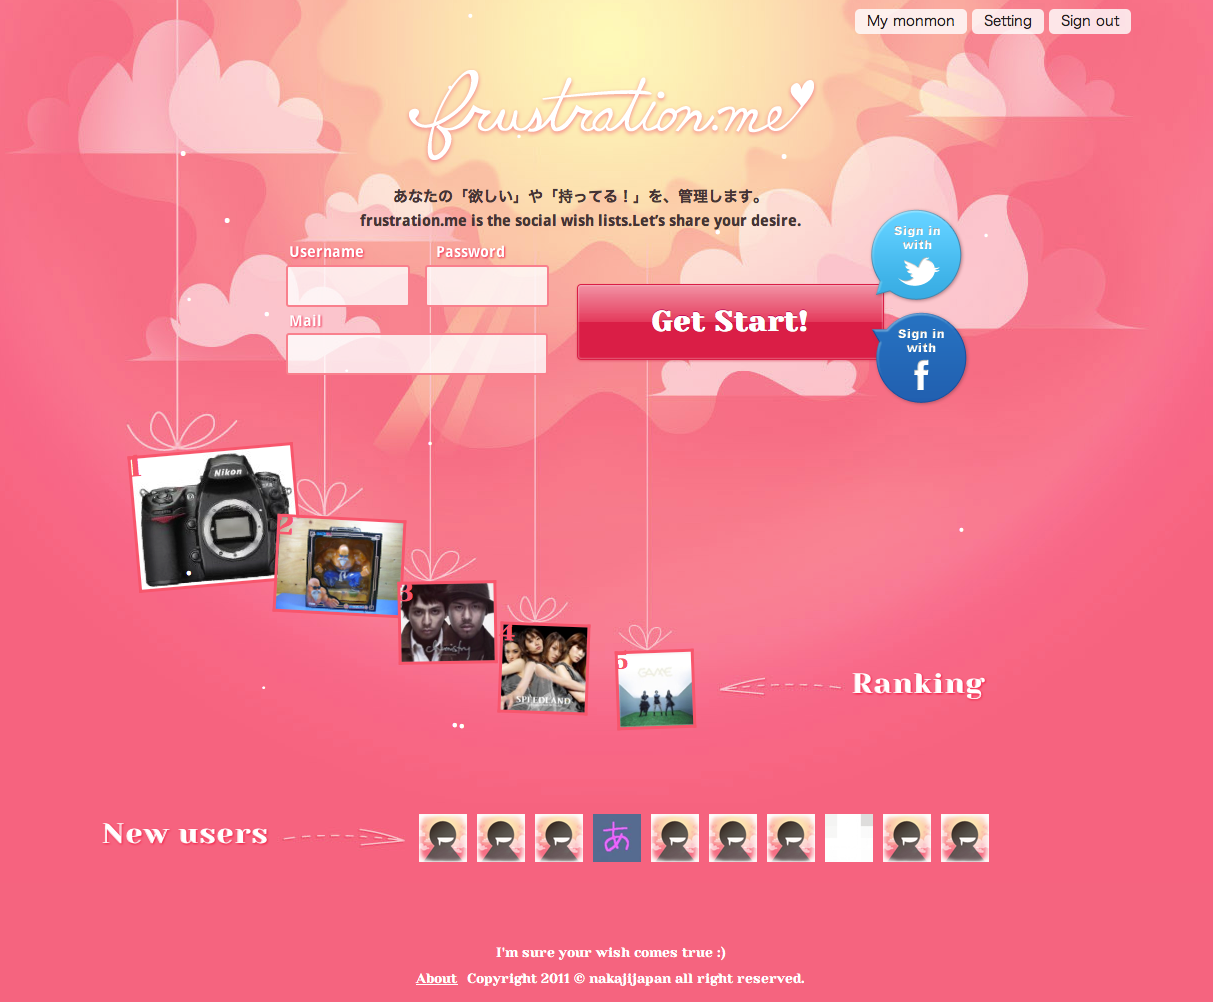 My monmon
Setting
Sign out
frustration.me
あなたの「欲しい」や「持ってる！」を、管理します。
frustration.me is the social wish lists.Let's share your desire.
Username
Password
Mail
Get Start!
Sign in
with
Sign in
with
f
1
Nikon
2
3
chemistry
4
SPEEDLAND
5
GAME
Ranking
New users
あ
I'm sure your wish comes true :)
About Copyright 2011 © nakajijapan all right reserved.